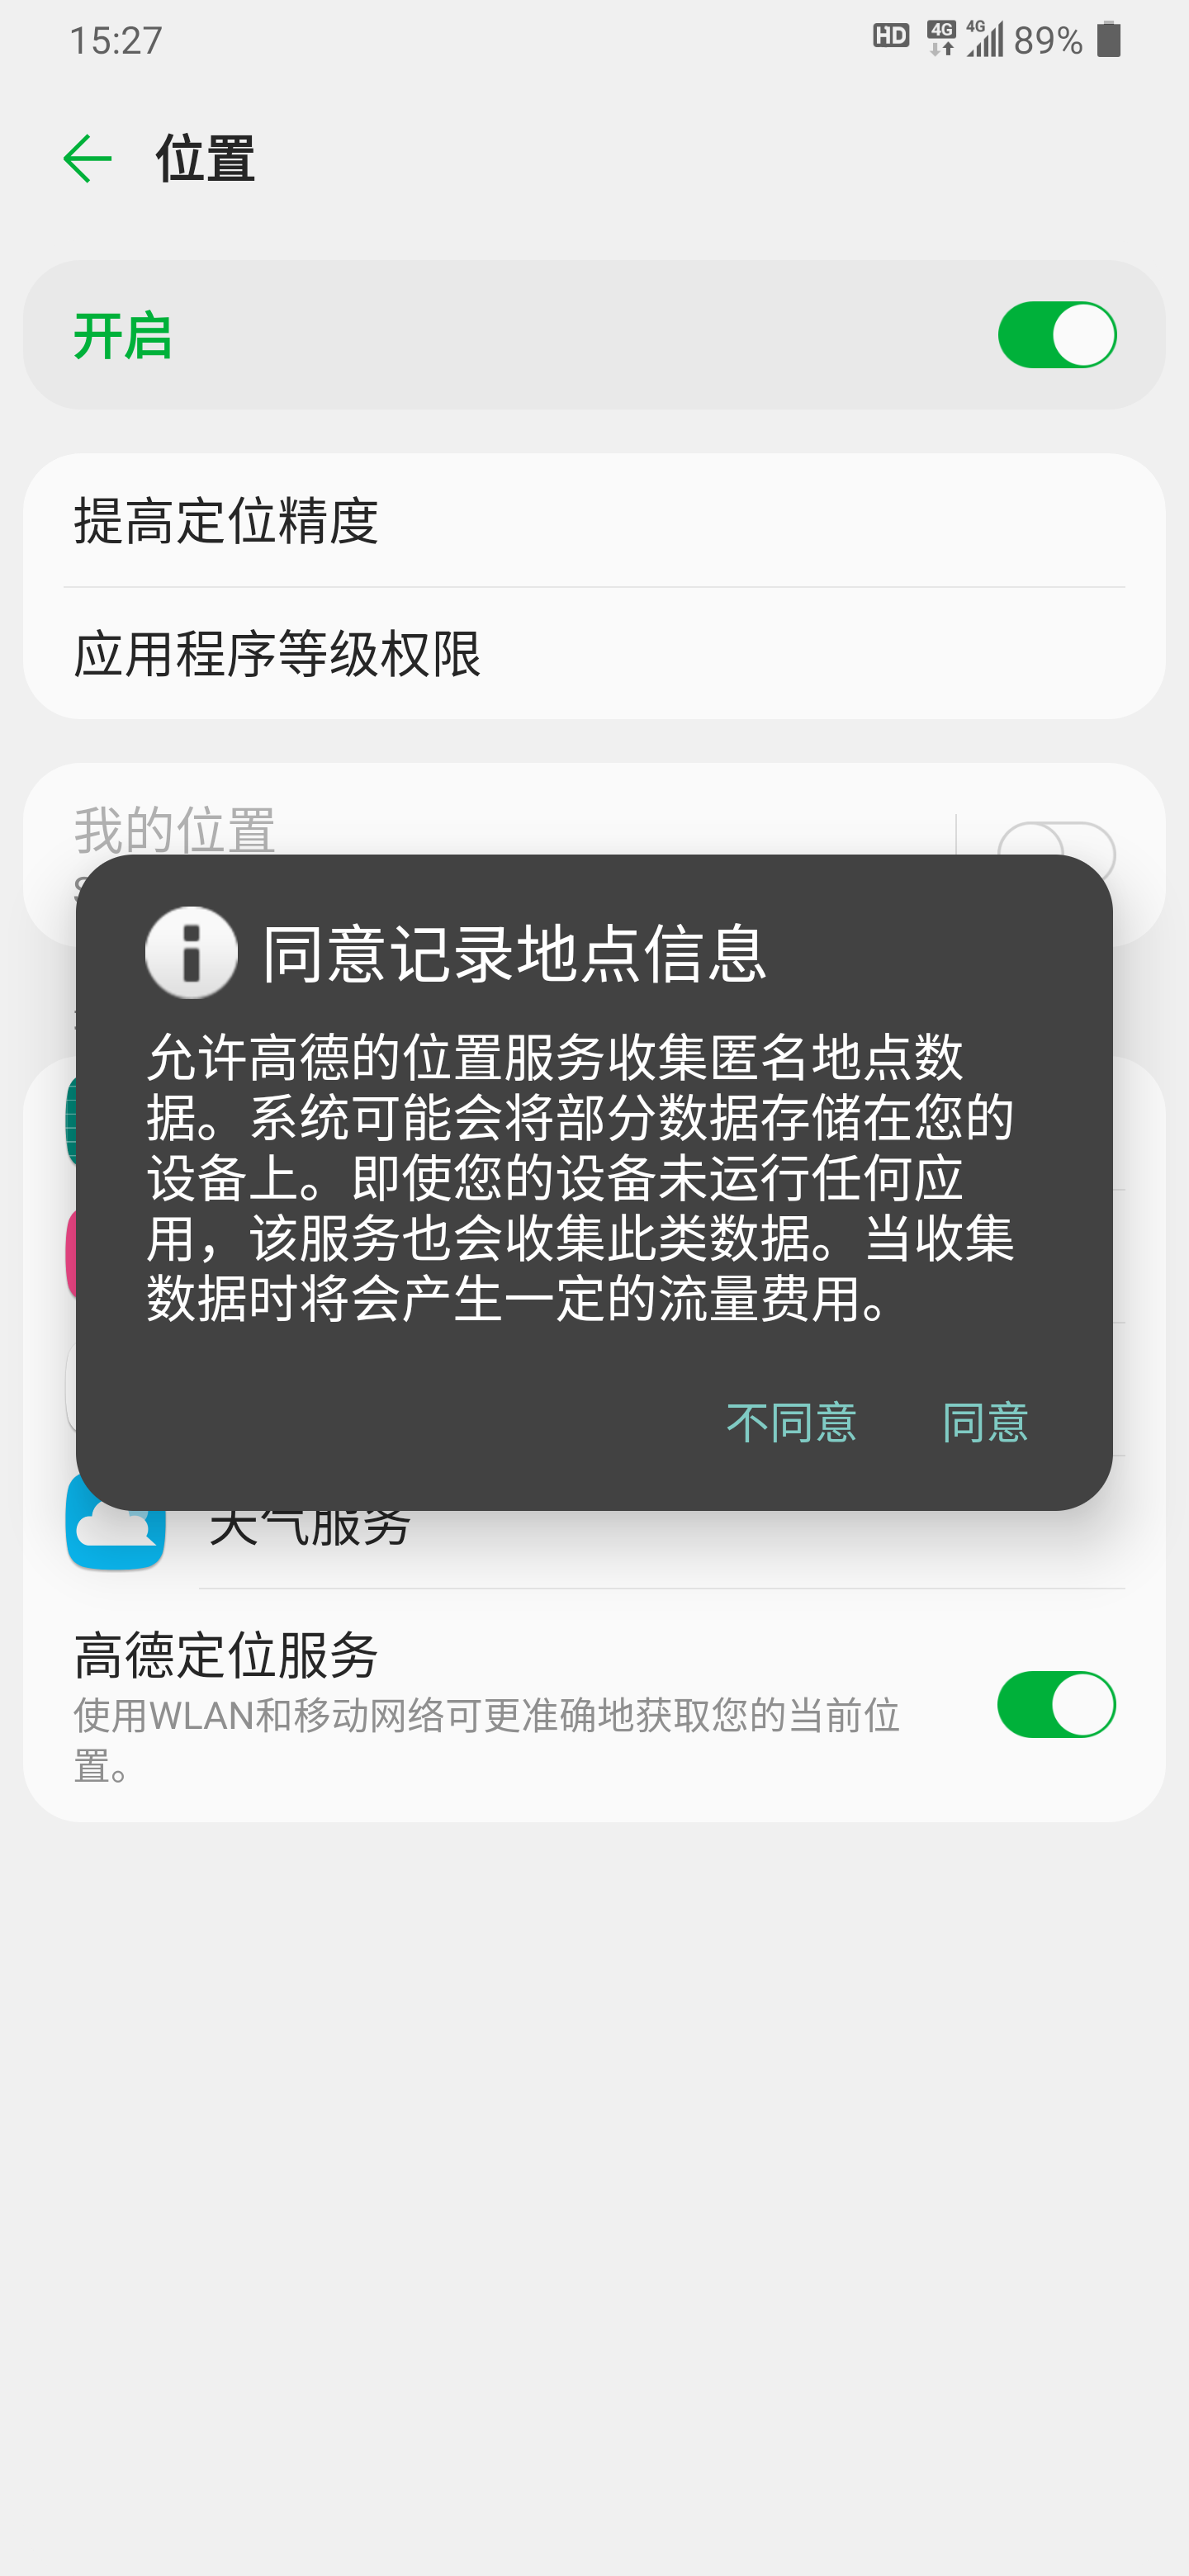 15:27
HD 4G 4G 89%
位置
开启
提高定位精度
应用程序等级权限
我的位置
同意记录地点信息
允许高德的位置服务收集匿名地点数
据。系统可能会将部分数据存储在您的
设备上。即使您的设备未运行任何应
用，该服务也会收集此类数据。当收集
数据时将会产生一定的流量费用。
不同意 同意
天气服务
高德定位服务
使用WLAN和移动网络可更准确地获取您的当前位
置。